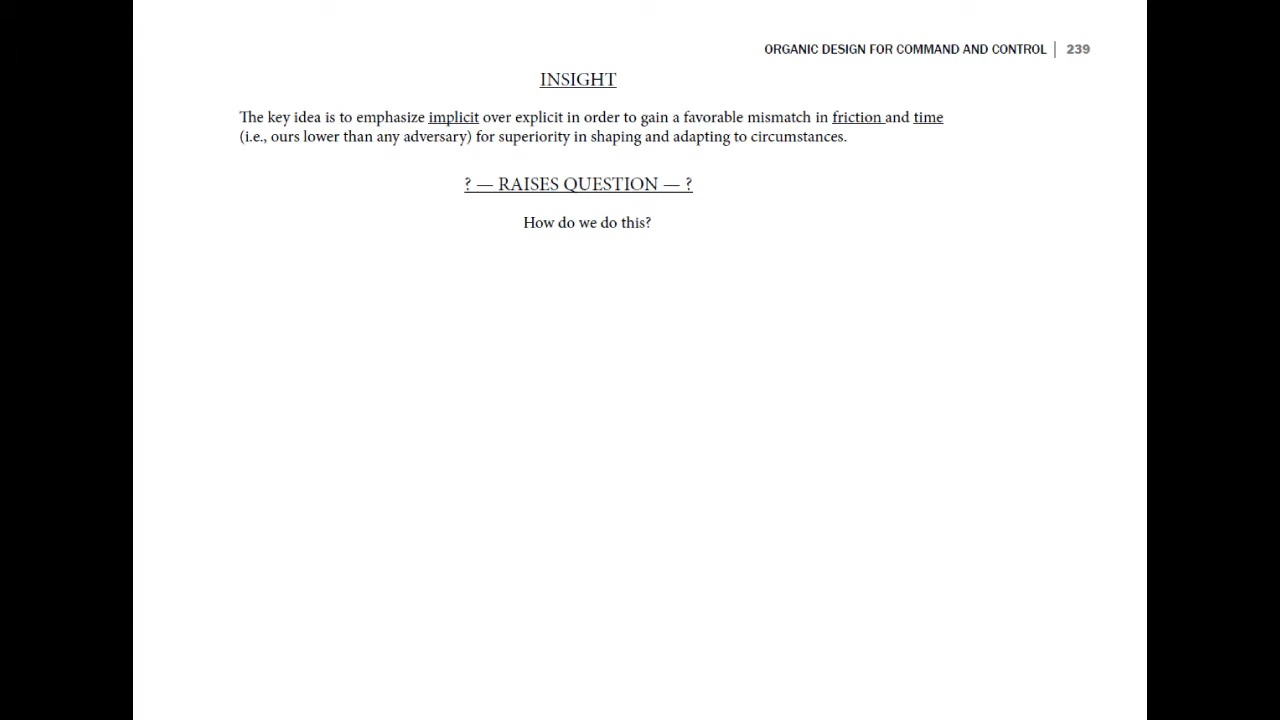 ORGANIC DESIGN FOR COMMAND AND CONTROL | 239
INSIGHT
The key idea is to emphasize implicit over explicit in order to gain a favorable mismatch in friction and time
(i.e., ours lower than any adversary) for superiority in shaping and adapting to circumstances.
? — RAISES QUESTION — ?
How do we do this?